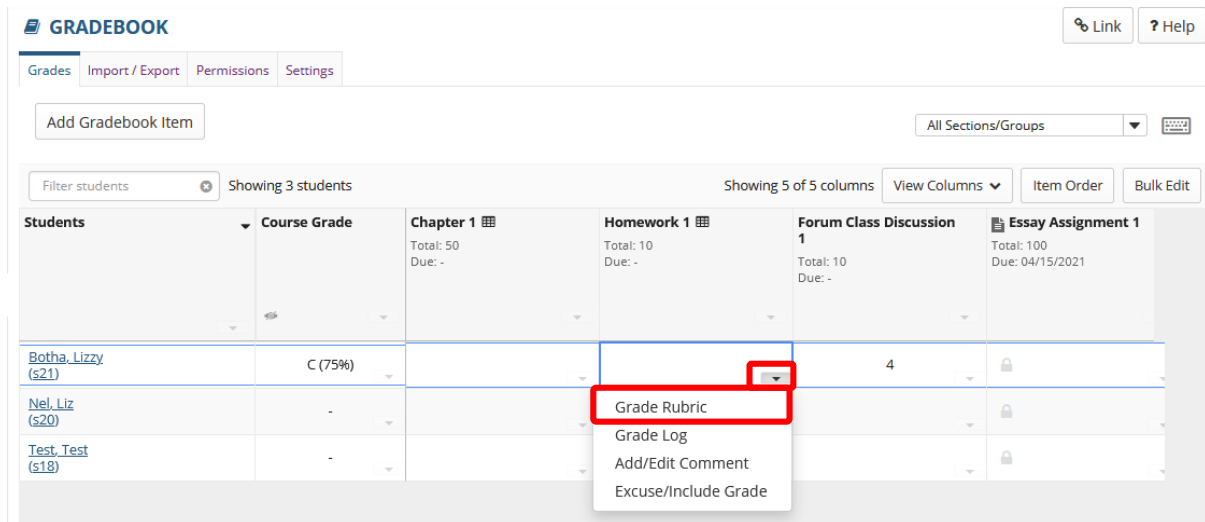 GRADEBOOK
Link
? Help
Grades
Import / Export
Permissions
Settings
Add Gradebook Item
All Sections/Groups
Filter students
Showing 3 students
Showing 5 of 5 columns
View Columns
Item Order
Bulk Edit
Students
Course Grade
Chapter 1
Total: 50
Due: -
Homework 1
Total: 10
Due: -
Forum Class Discussion
1
Total: 10
Due: -
Essay Assignment 1
Total: 100
Due: 04/15/2021
Botha, Lizzy
(s21)
C (75%)
4
Nel, Liz
(s20)
-
Test, Test
(s18)
-
Grade Rubric
Grade Log
Add/Edit Comment
Excuse/Include Grade